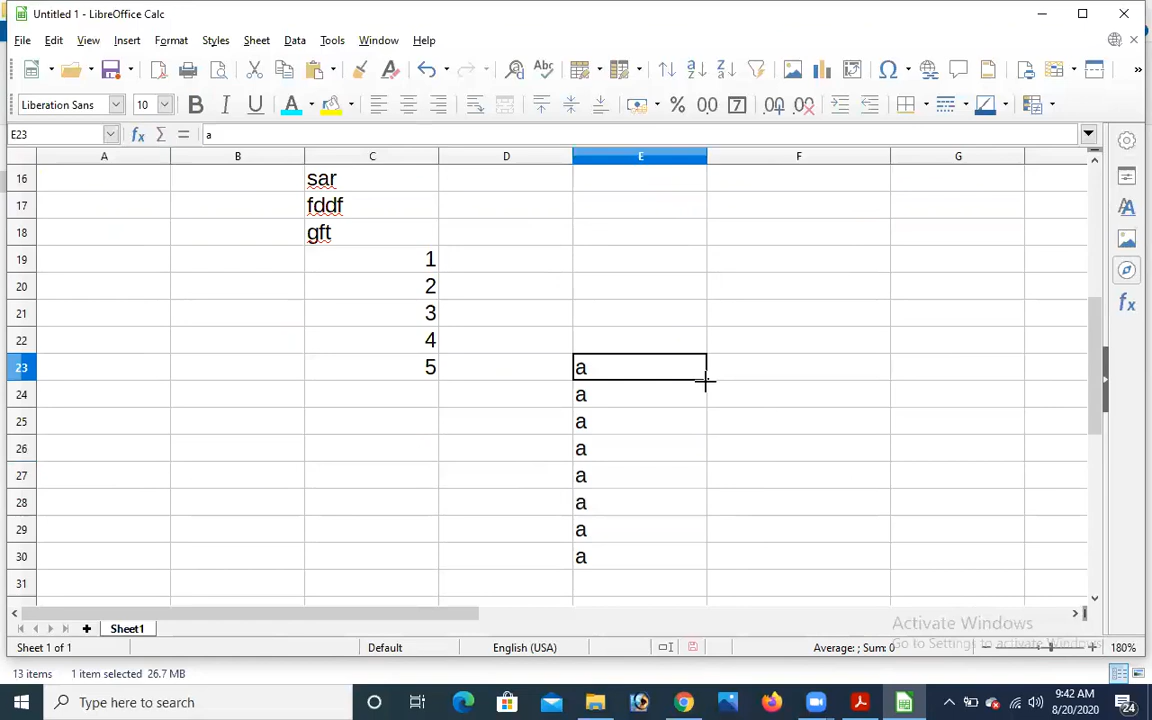 Untitled 1 - LibreOffice Calc
File Edit View Insert Format Styles Sheet Data Tools Window Help
Liberation Sans 10
E23 a
A B C D E F G
16 sar
17 fddf
18 gft
19 1
20 2
21 3
22 4
23 5 a
24 a
25 a
26 a
27 a
28 a
29 a
30 a
31
Sheet1
Activate Windows
Go to Settings to activate Windows.
Sheet 1 of 1 Default English (USA) Average: ; Sum: 0 180%
13 items 1 item selected 26.7 MB
Type here to search
9:42 AM
8/20/2020
24